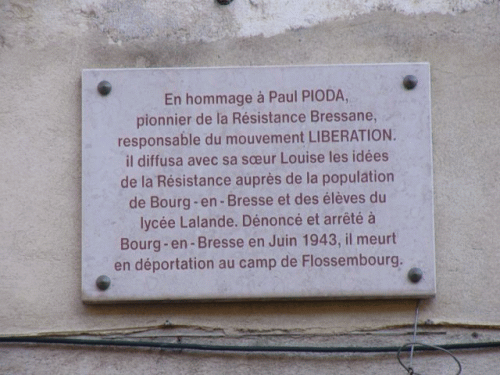 En hommage à Paul PIODA,
pionnier de la Résistance Bressane,
responsable du mouvement LIBERATION.
il diffusa avec sa sœur Louise les idées
de la Résistance auprès de la population
de Bourg-en-Bresse et des élèves du
lycée Lalande. Dénoncé et arrêté à
Bourg-en-Bresse en Juin 1943, il meurt
en déportation au camp de Flossembourg.